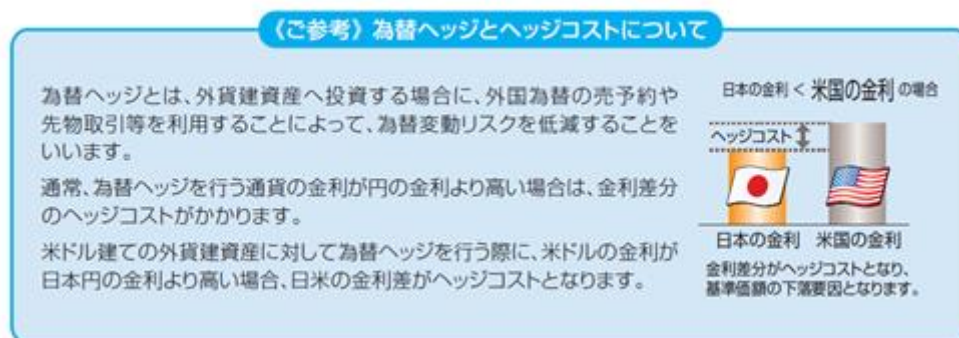 《ご参考》為替ヘッジとヘッジコストについて
為替ヘッジとは、外貨建資産へ投資する場合に、外国為替の売予約や
先物取引等を利用することによって、為替変動リスクを低減することを
いいます。
通常、為替ヘッジを行う通貨の金利が円の金利より高い場合は、金利差分
のヘッジコストがかかります。
米ドル建ての外貨建資産に対して為替ヘッジを行う際に、米ドルの金利が
日本円の金利より高い場合、日米の金利差がヘッジコストとなります。
日本の金利 < 米国の金利 の場合
ヘッジコスト
日本の金利 米国の金利
金利差分がヘッジコストとなり、
基準価額の下落要因となります。